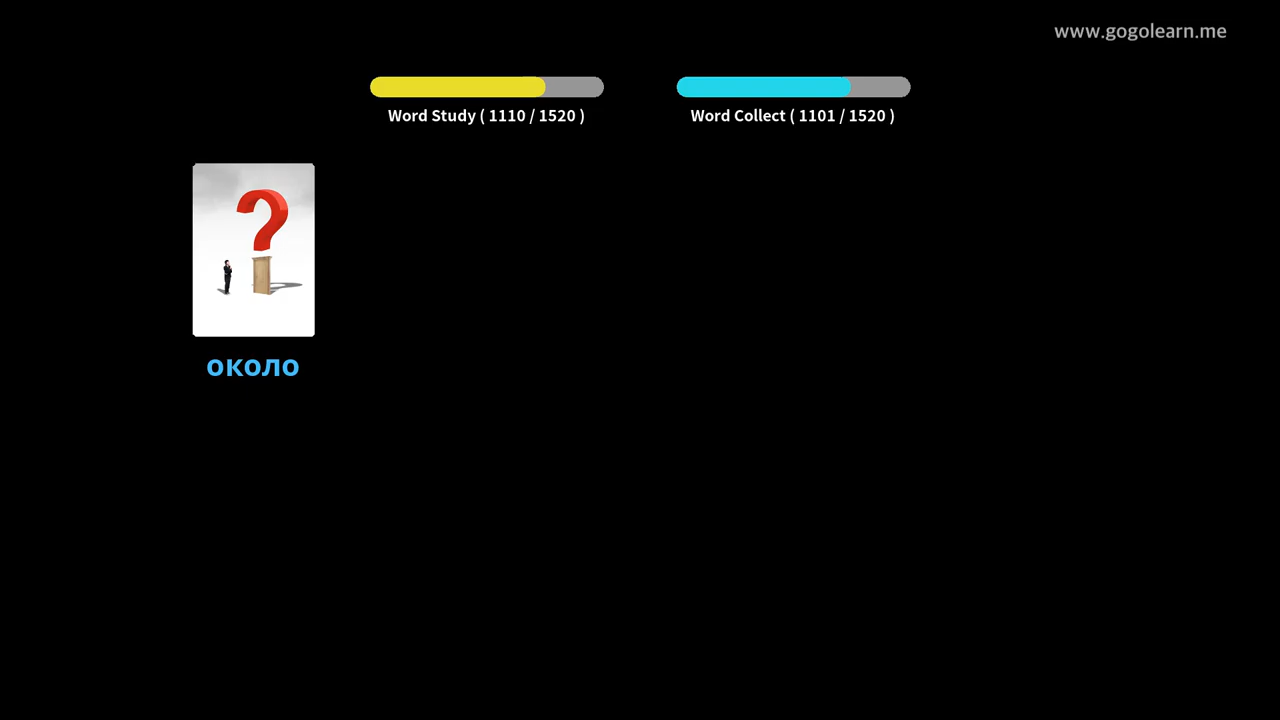 www.gogolearn.me
Word Study ( 1110 / 1520 )
Word Collect ( 1101 / 1520 )
?
около